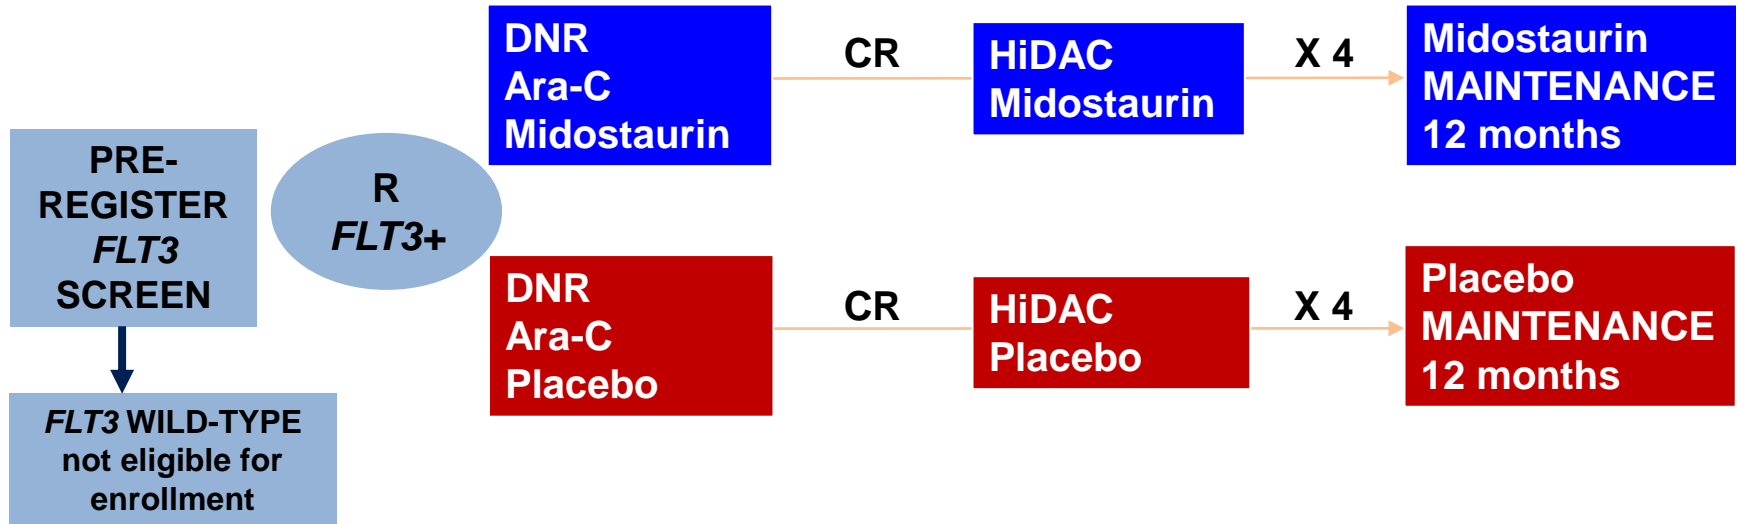 PRE-
REGISTER
FLT3
SCREEN
FLT3 WILD-TYPE
not eligible for
enrollment
R
FLT3+
DNR
Ara-C
Midostaurin
CR
HiDAC
Midostaurin
X 4
Midostaurin
MAINTENANCE
12 months
DNR
Ara-C
Placebo
CR
HiDAC
Placebo
X 4
Placebo
MAINTENANCE
12 months